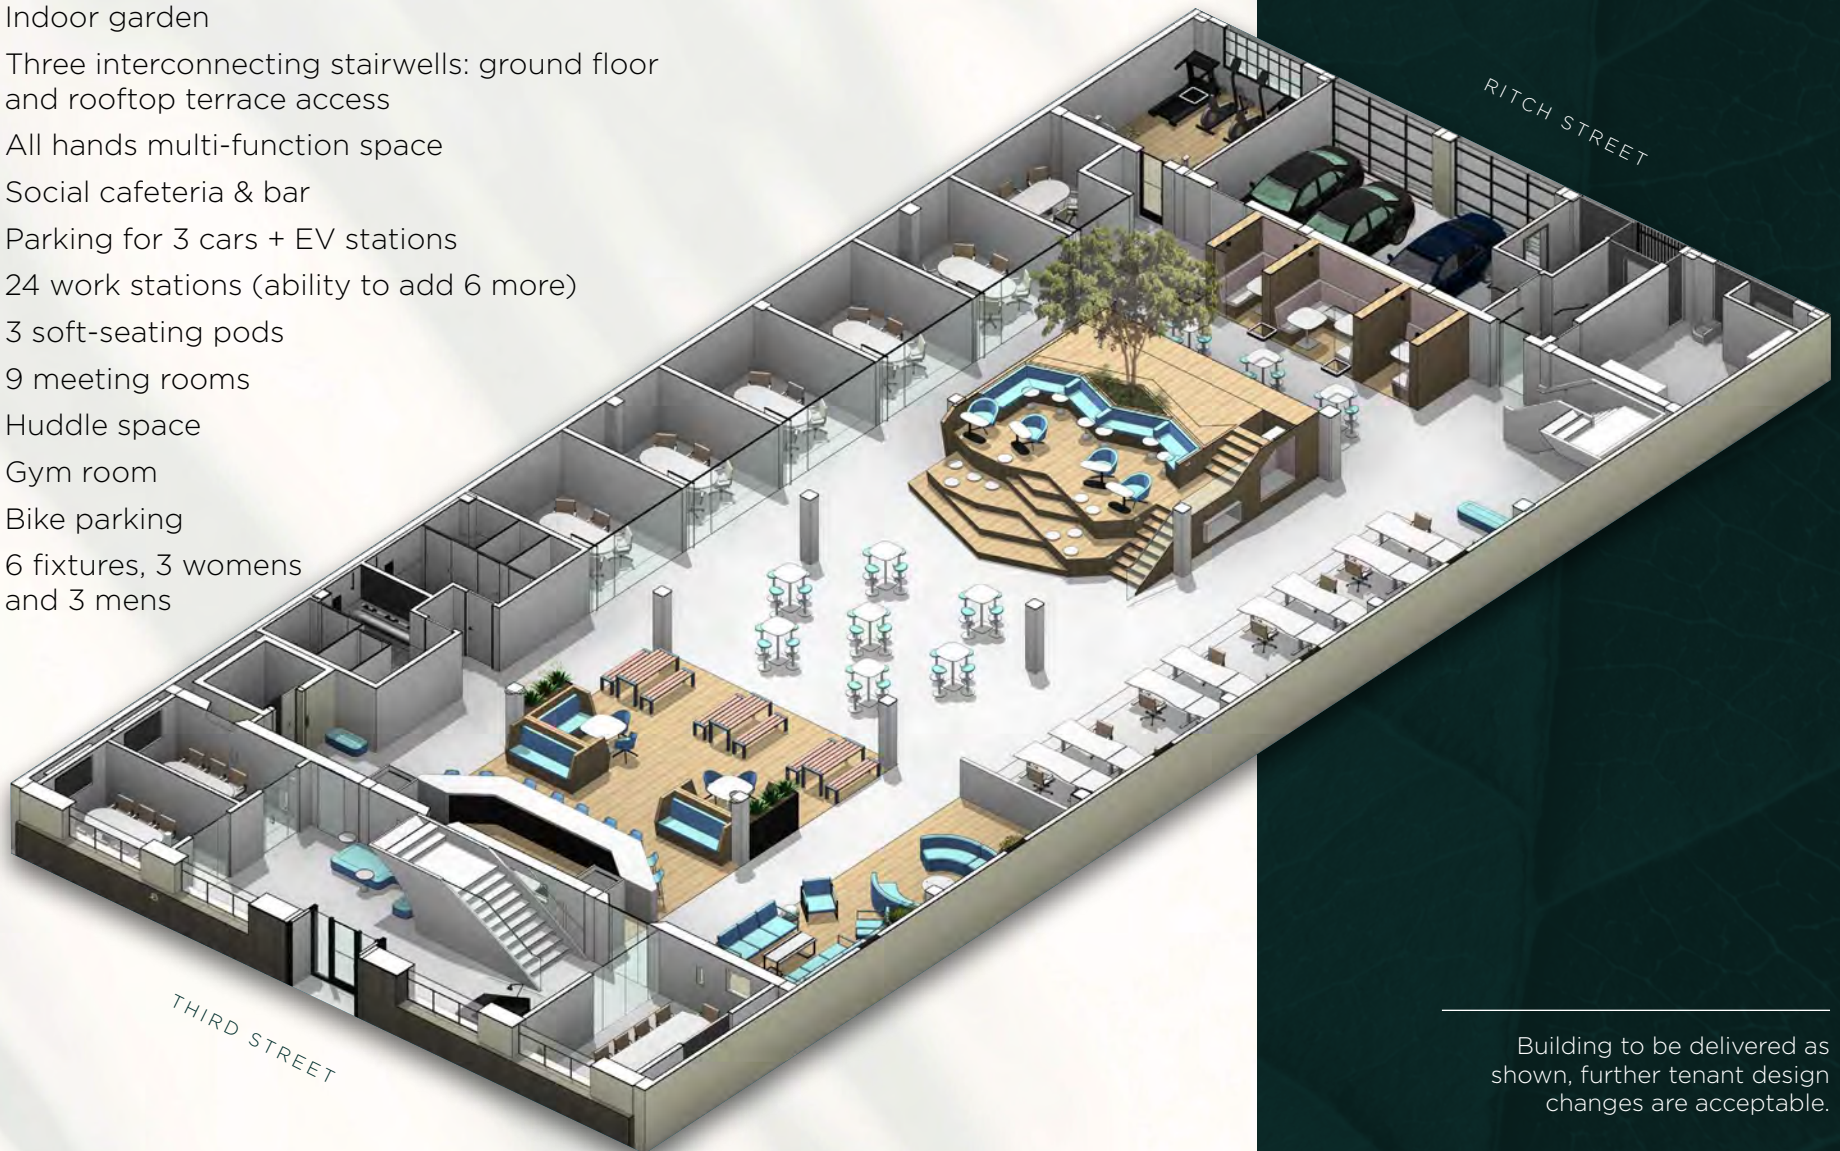 Indoor garden
Three interconnecting stairwells: ground floor
and rooftop terrace access
All hands multi-function space
Social cafeteria & bar
Parking for 3 cars + EV stations
24 work stations (ability to add 6 more)
3 soft-seating pods
9 meeting rooms
Huddle space
Gym room
Bike parking
6 fixtures, 3 womens
and 3 mens
RITCH STREET
THIRD STREET
Building to be delivered as
shown, further tenant design
changes are acceptable.